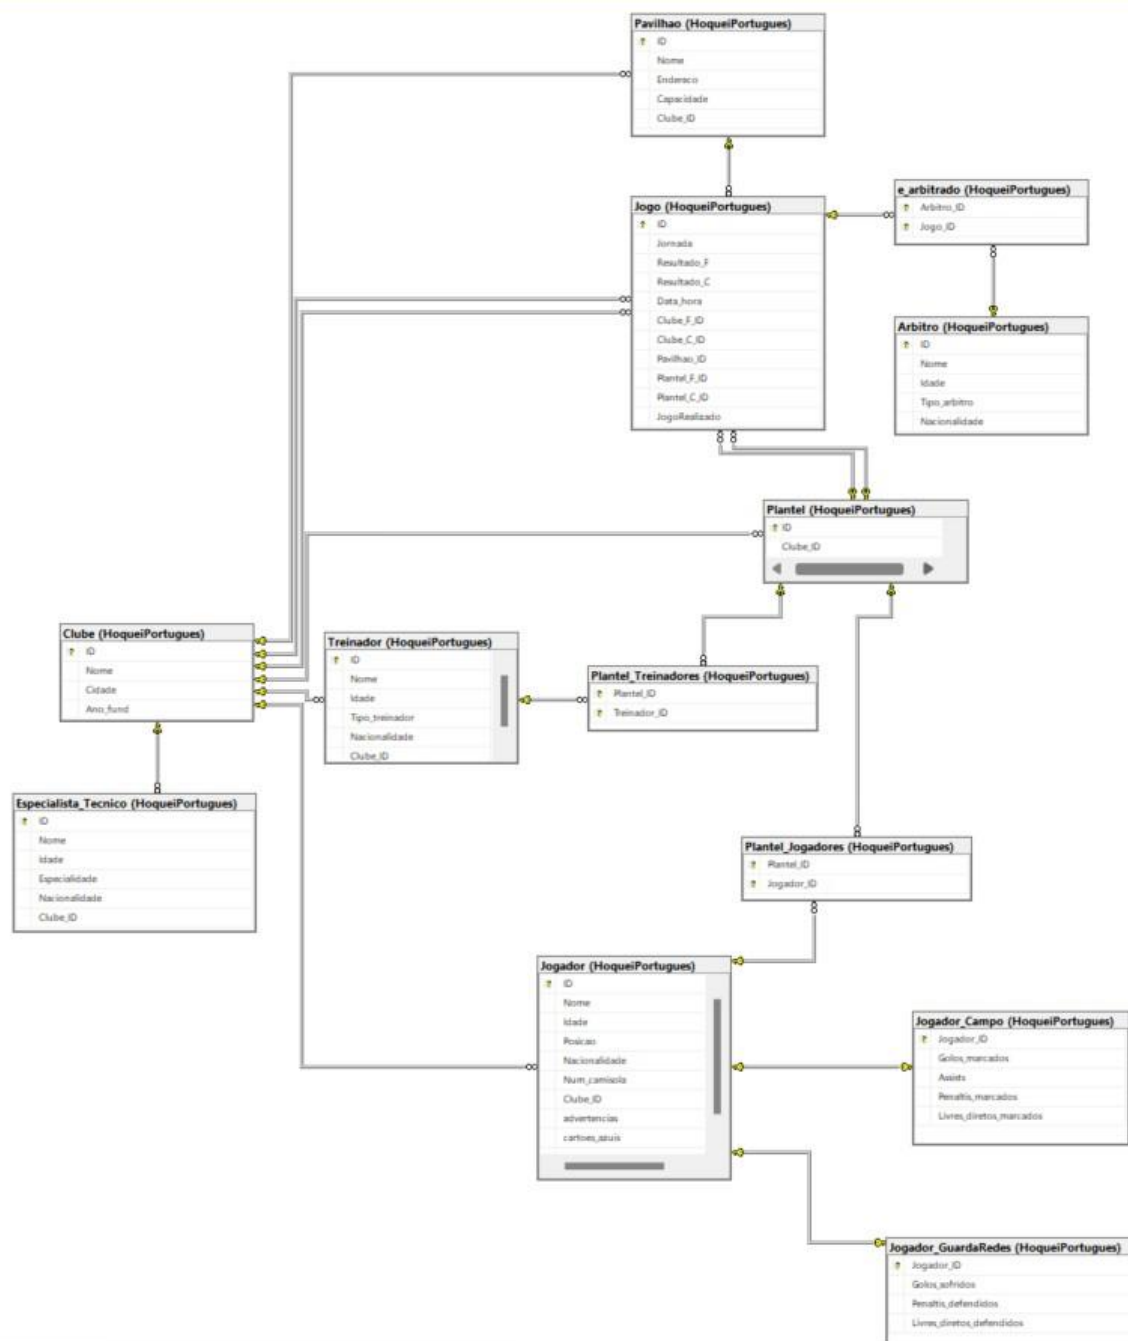 Pavilhao (HoqueiPortugues)
ID
Nome
Endereco
Capacidade
Clube_ID
Jogo (HoqueiPortugues)
ID
Jornada
Resultado_F
Resultado_C
Data_hora
Clube_F_ID
Clube_C_ID
Pavilhao_ID
Plantel_F_ID
Plantel_C_ID
JogoRealizado
e_arbitrado (HoqueiPortugues)
Arbitro_ID
Jogo_ID
Arbitro (HoqueiPortugues)
ID
Nome
Idade
Tipo_arbitro
Nacionalidade
Plantel (HoqueiPortugues)
ID
Clube_ID
Clube (HoqueiPortugues)
ID
Nome
Cidade
Ano_fund
Treinador (HoqueiPortugues)
ID
Nome
Idade
Tipo_treinador
Nacionalidade
Clube_ID
Plantel_Treinadores (HoqueiPortugues)
Plantel_ID
Treinador_ID
Especialista_Tecnico (HoqueiPortugues)
ID
Nome
Idade
Especialidade
Nacionalidade
Clube_ID
Plantel_Jogadores (HoqueiPortugues)
Plantel_ID
Jogador_ID
Jogador (HoqueiPortugues)
ID
Nome
Idade
Posicao
Nacionalidade
Num_camisola
Clube_ID
advertencias
cartoes_azuis
Jogador_Campo (HoqueiPortugues)
Jogador_ID
Golos_marcados
Assists
Penaltis_marcados
Livres_diretos_marcados
Jogador_GuardaRedes (HoqueiPortugues)
Jogador_ID
Golos_sofridos
Penaltis_defendidos
Livres_diretos_defendidos